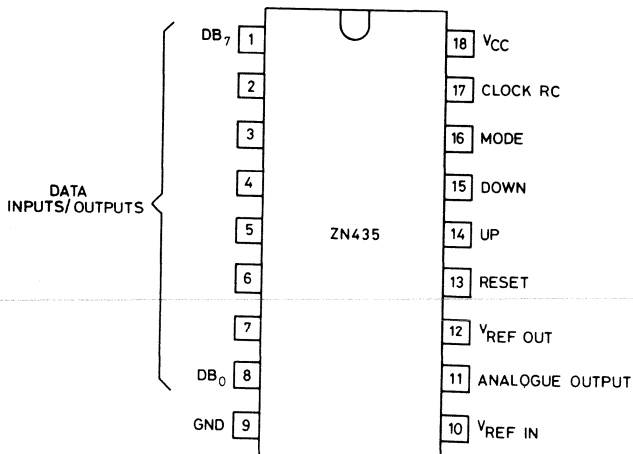 DB7 1
2
3
4
5
6
7
DB0 8
GND 9
DATA
INPUTS/OUTPUTS
ZN435
18 VCC
17 CLOCK RC
16 MODE
15 DOWN
14 UP
13 RESET
12 VREF OUT
11 ANALOGUE OUTPUT
10 VREF IN